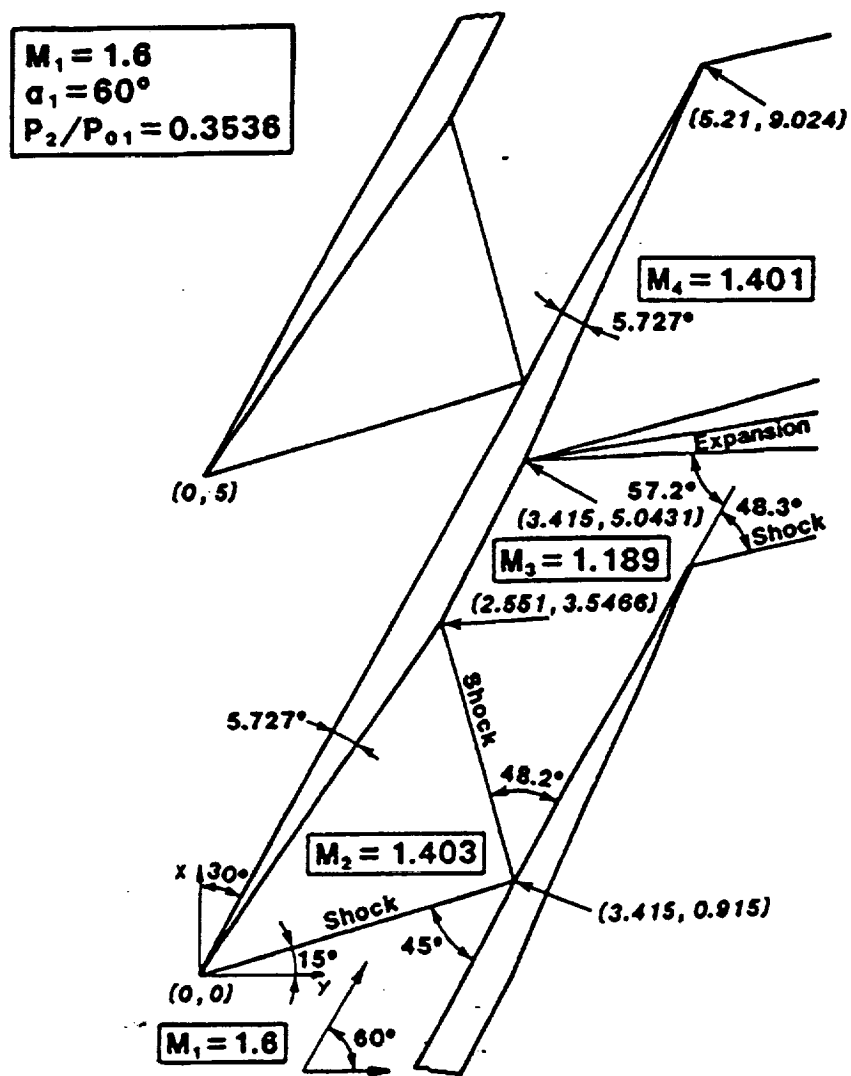 M₁ = 1.6
α₁ = 60°
P₂/P₀₁ = 0.3536
(5.21, 9.024)
M₄ = 1.401
5.727°
Expansion
(0, 5)
57.2°
48.3°
(3.415, 5.0431)
Shock
M₃ = 1.189
(2.551, 3.5466)
Shock
5.727°
48.2°
M₂ = 1.403
X
30°
Shock
(3.415, 0.915)
45°
15°
(0,0)
Y
M₁ = 1.6
60°